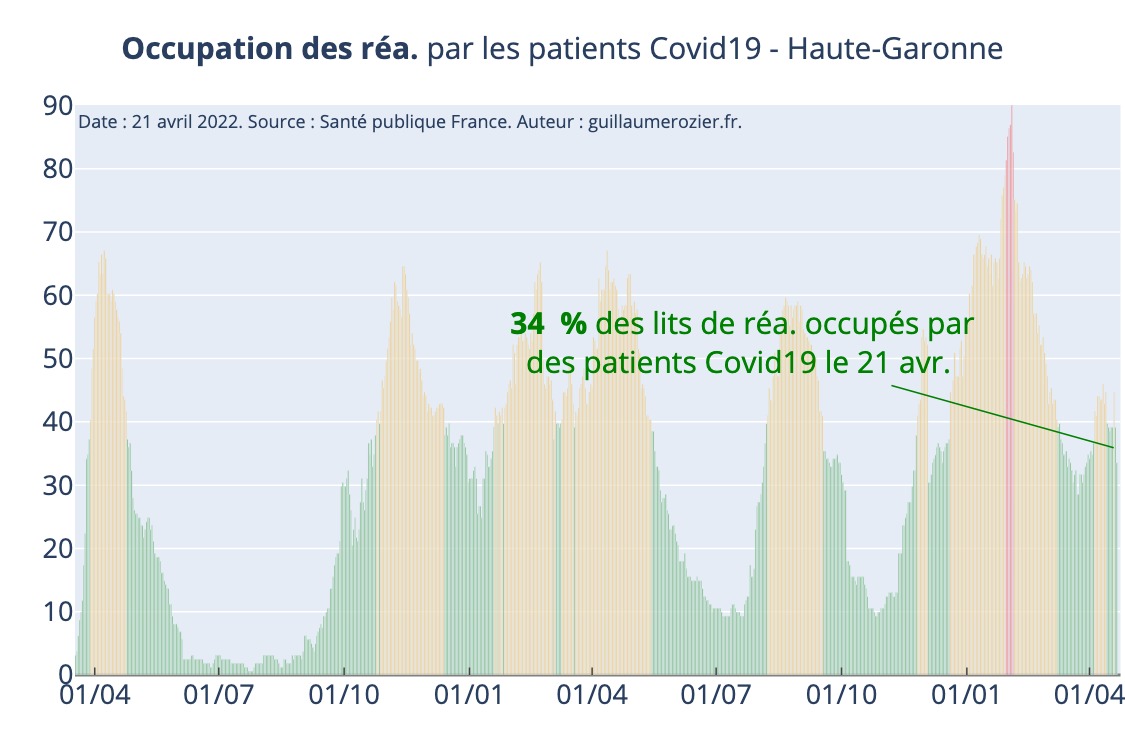 Occupation des réa. par les patients Covid19 - Haute-Garonne
90
Date : 21 avril 2022. Source : Santé publique France. Auteur : guillaumerozier.fr.
80
70
60
34 % des lits de réa. occupés par
50
des patients Covid19 le 21 avr.
40
30
20
10
0
01/04 01/07 01/10 01/01 01/04 01/07 01/10 01/01 01/04